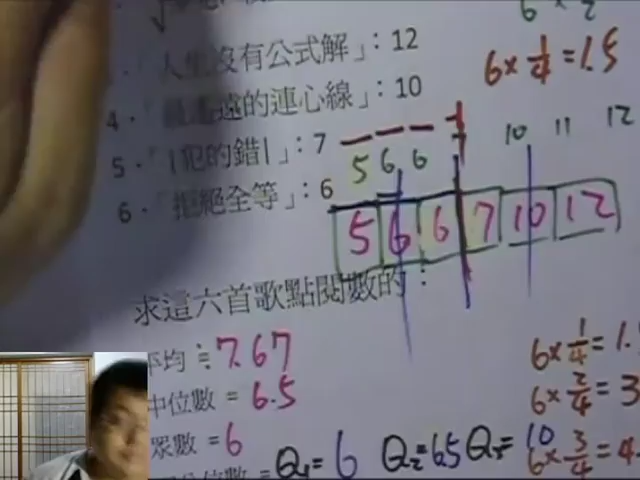 6 × 2
「人生沒有公式解」：12
6 × 1/4 = 1.5
4．「遙遠的連心線」：10
10 11 12
5．「|犯的錯|」：7
5 6 6
6．「拒絕全等」：6
5 6 6 7 10 12
求這六首歌點閱數的：
平均 ≒ 7.67
6 × 1/4 = 1.
中位數 = 6.5
6 × 2/4 = 3
眾數 = 6
Q₁ = 6 Q₂ = 6.5 Q₃ = 10
6 × 3/4 = 4.